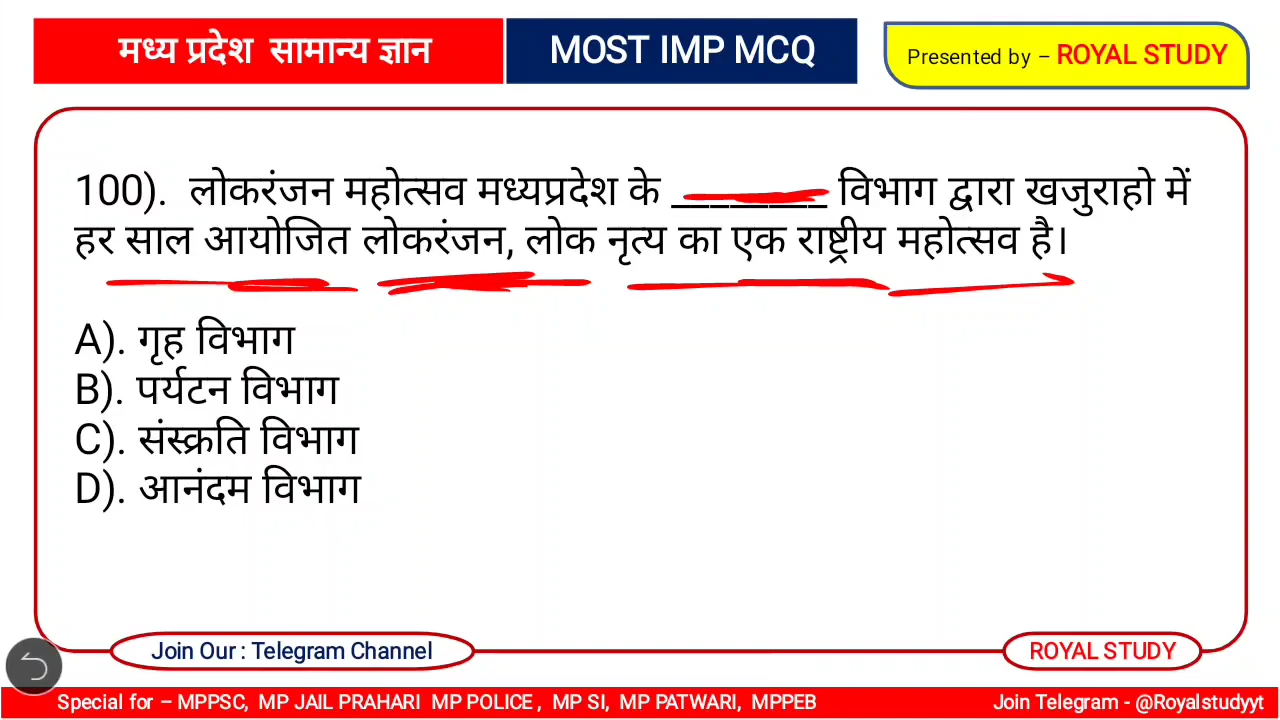 मध्य प्रदेश सामान्य ज्ञान
MOST IMP MCQ
Presented by – ROYAL STUDY
100). लोकरंजन महोत्सव मध्यप्रदेश के ________ विभाग द्वारा खजुराहो में
हर साल आयोजित लोकरंजन, लोक नृत्य का एक राष्ट्रीय महोत्सव है।
A). गृह विभाग
B). पर्यटन विभाग
C). संस्क्रति विभाग
D). आनंदम विभाग
Join Our : Telegram Channel
ROYAL STUDY
Special for – MPPSC, MP JAIL PRAHARI MP POLICE , MP SI, MP PATWARI, MPPEB
Join Telegram - @Royalstudyyt